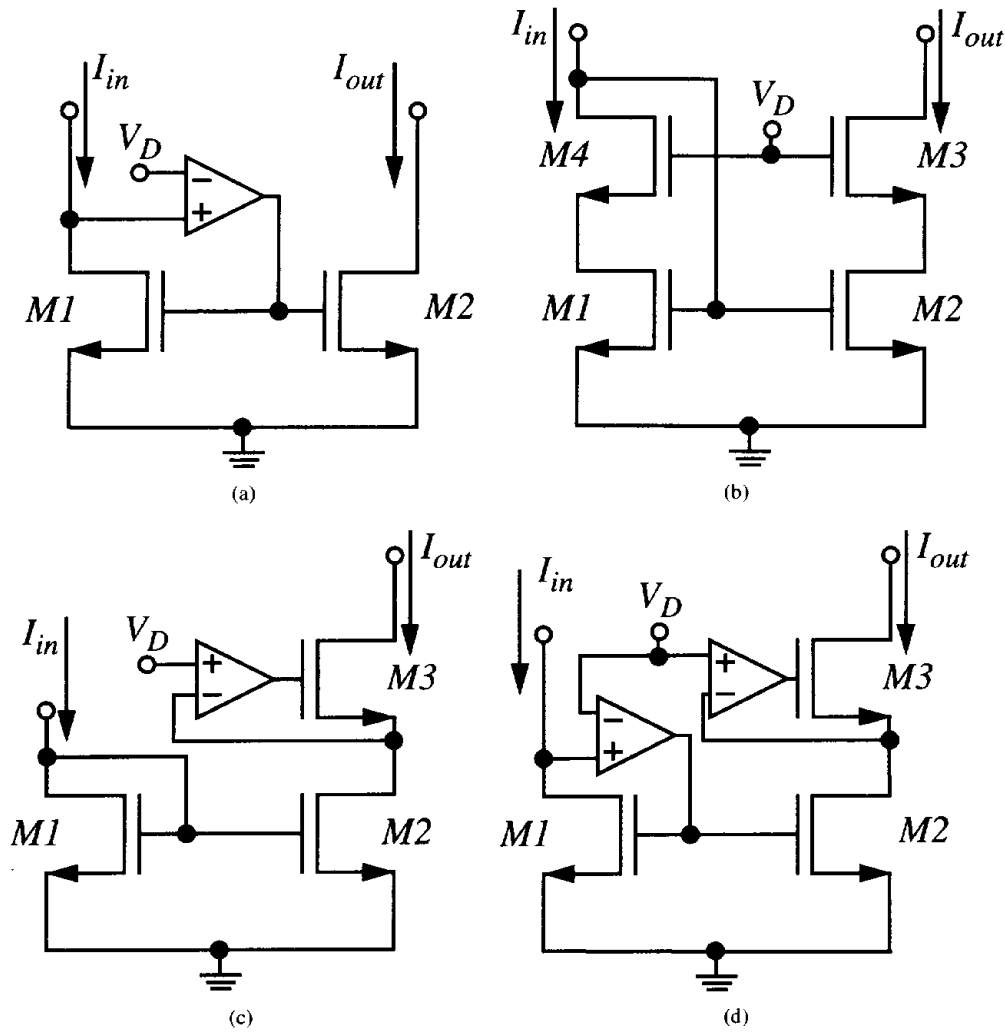 I_in
I_out
V_D
−
+
M1
M2
(a)
I_in
I_out
V_D
M4
M3
M1
M2
(b)
I_out
I_in
V_D
+
−
M3
M1
M2
(c)
I_in
I_out
V_D
+
−
M3
−
+
M1
M2
(d)